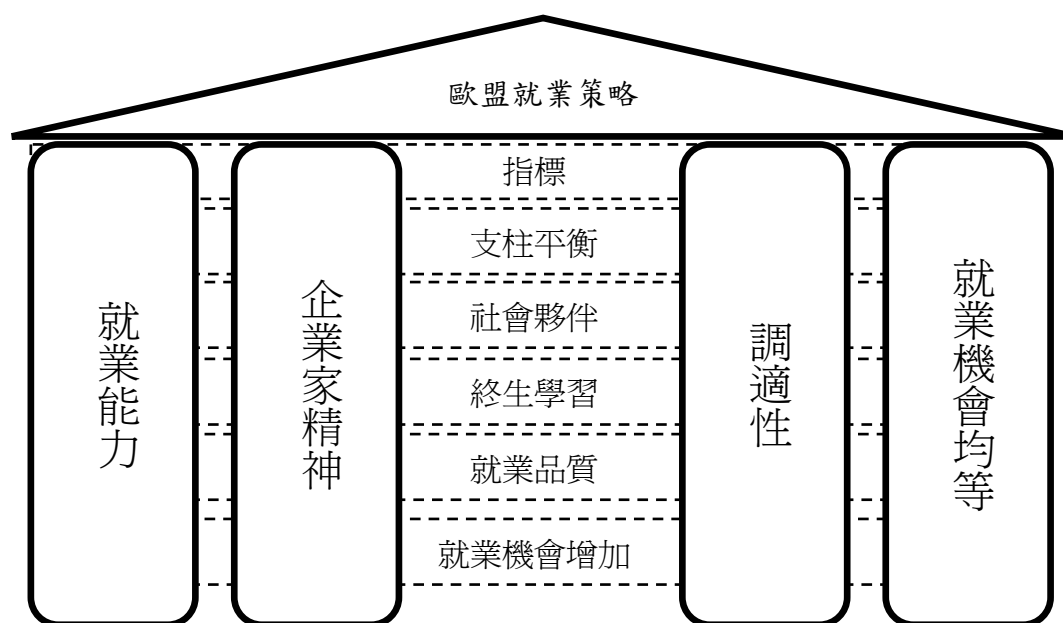 歐盟就業策略
就業能力
企業家精神
指標
支柱平衡
社會夥伴
終生學習
就業品質
就業機會增加
調適性
就業機會均等